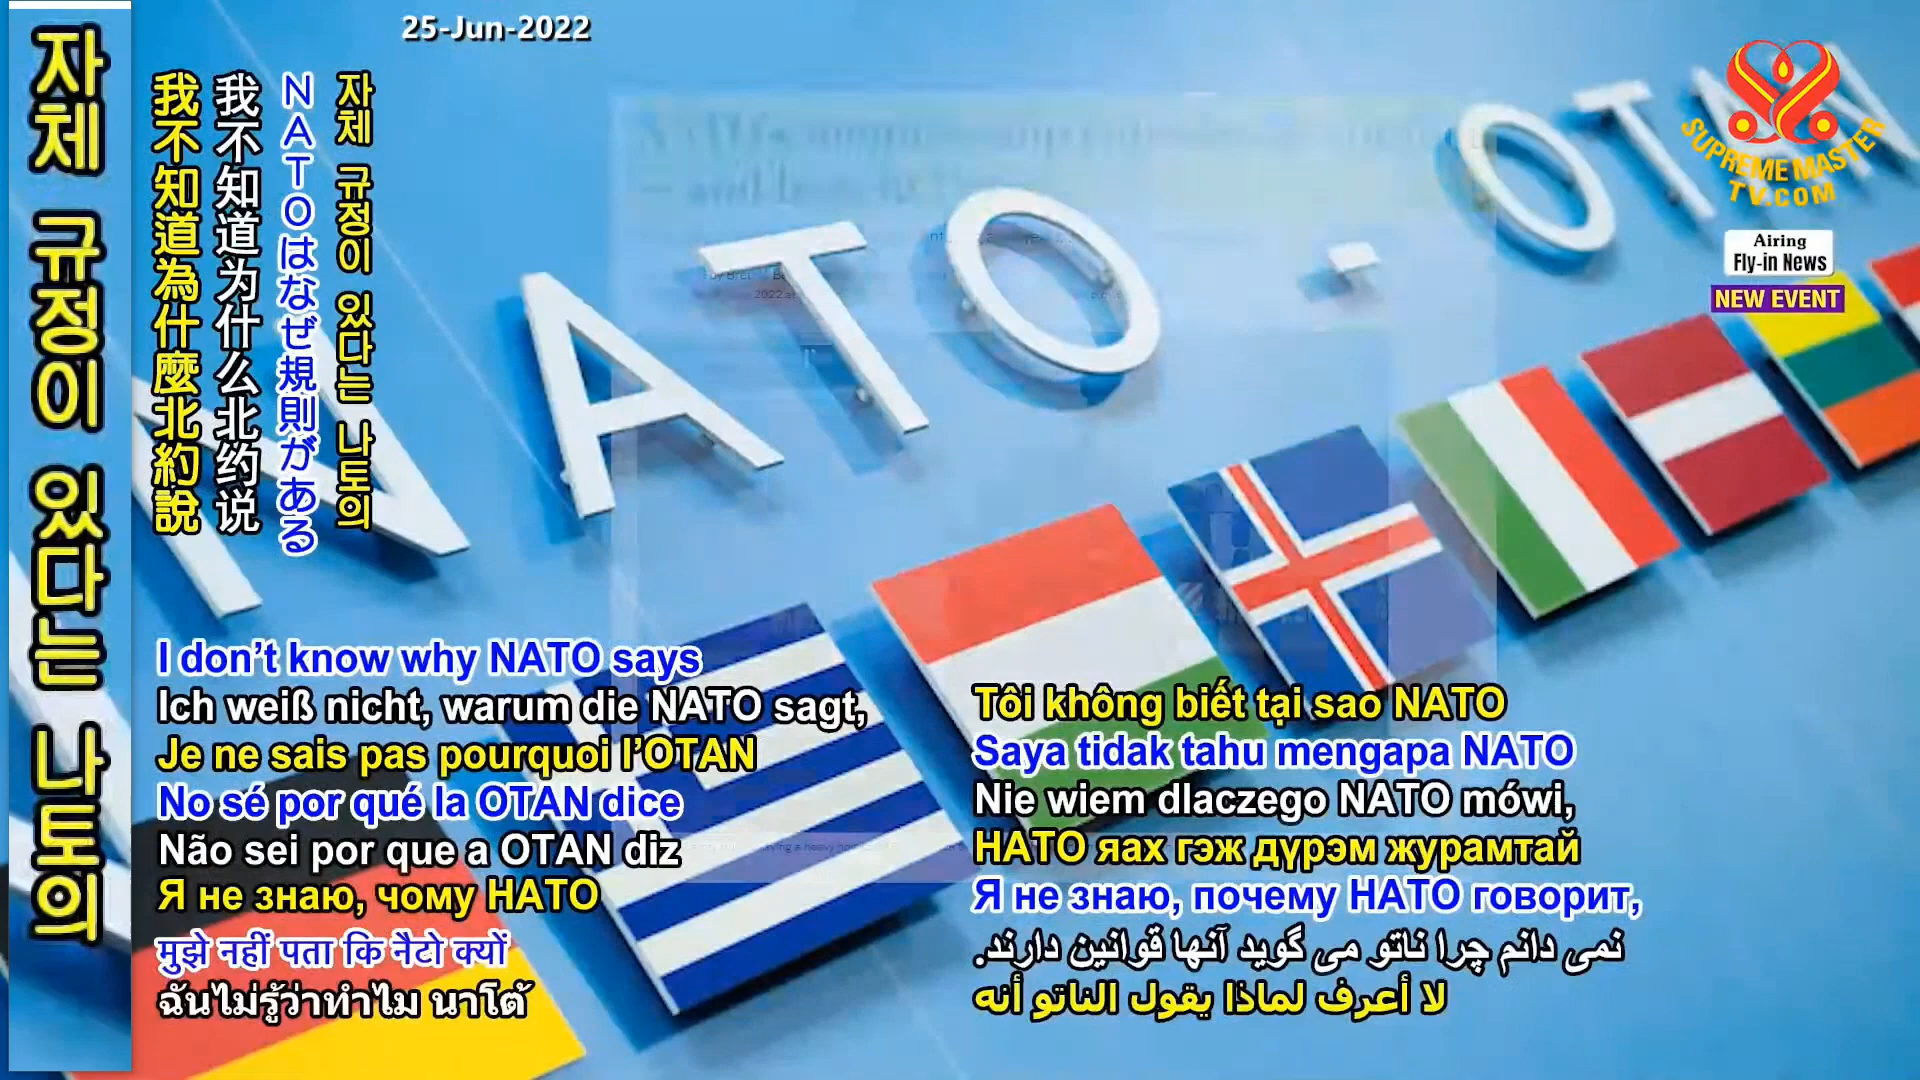 25-Jun-2022
자체 규정이 있다는 나토의
我不知道為什麼北約說
我不知道为什么北约说
NATOはなぜ規則がある
자체 규정이 있다는 나토의
NATO - OTAN
SUPREME MASTER
TV.COM
Airing
Fly-in News
NEW EVENT
I don’t know why NATO says
Ich weiß nicht, warum die NATO sagt,
Je ne sais pas pourquoi l’OTAN
No sé por qué la OTAN dice
Não sei por que a OTAN diz
Я не знаю, чому НАТО
मुझे नहीं पता कि नैटो क्यों
ฉันไม่รู้ว่าทำไม นาโต้
Tôi không biết tại sao NATO
Saya tidak tahu mengapa NATO
Nie wiem dlaczego NATO mówi,
НАТО яах гэж дүрэм журамтай
Я не знаю, почему НАТО говорит,
نمی دانم چرا ناتو می گوید آنها قوانین دارند.
لا أعرف لماذا يقول الناتو أنه